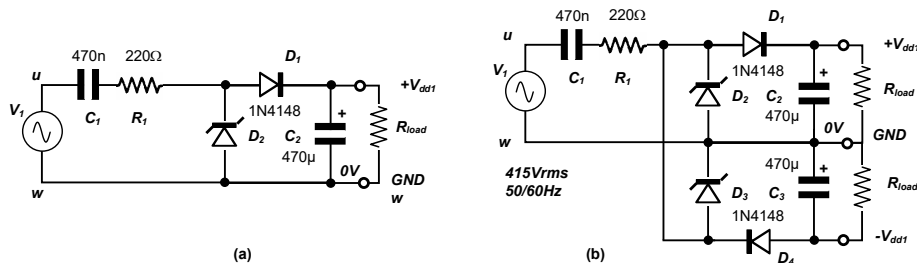 u
470n
220Ω
D1
+Vdd1
V1
C1
R1
1N4148
D2
C2
470µ
Rload
0V
w
GND
w
(a)
u
470n
220Ω
D1
+Vdd1
V1
C1
R1
1N4148
D2
C2
470µ
Rload
0V
GND
w
415Vrms
50/60Hz
470µ
D3
C3
Rload
1N4148
D4
-Vdd1
(b)